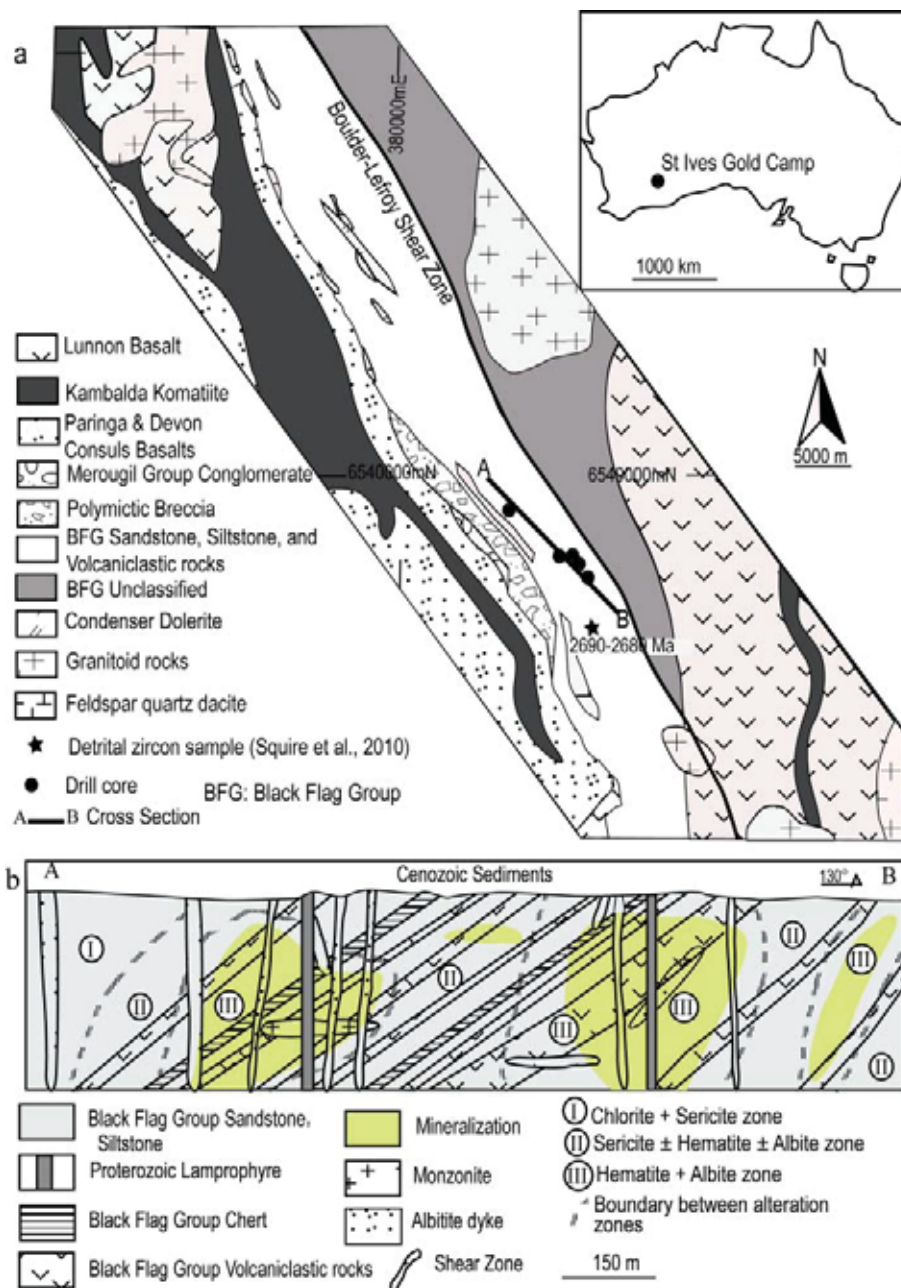 a
380000mE
Boulder-Lefroy Shear Zone
St Ives Gold Camp
1000 km
N
5000 m
Lunnon Basalt
Kambalda Komatiite
Paringa & Devon
Consuls Basalts
Merougil Group Conglomerate
Polymictic Breccia
BFG Sandstone, Siltstone, and
Volcaniclastic rocks
BFG Unclassified
Condenser Dolerite
Granitoid rocks
Feldspar quartz dacite
Detrital zircon sample (Squire et al., 2010)
Drill core
BFG: Black Flag Group
A B Cross Section
6540000mN
A
6540000mN
B
2690-2680 Ma
b
A
Cenozoic Sediments
130°
B
I
II
III
II
III
III
II
III
II
Black Flag Group Sandstone,
Siltstone
Proterozoic Lamprophyre
Black Flag Group Chert
Black Flag Group Volcaniclastic rocks
Mineralization
Monzonite
Albitite dyke
Shear Zone
I Chlorite + Sericite zone
II Sericite ± Hematite ± Albite zone
III Hematite + Albite zone
Boundary between alteration
zones
150 m